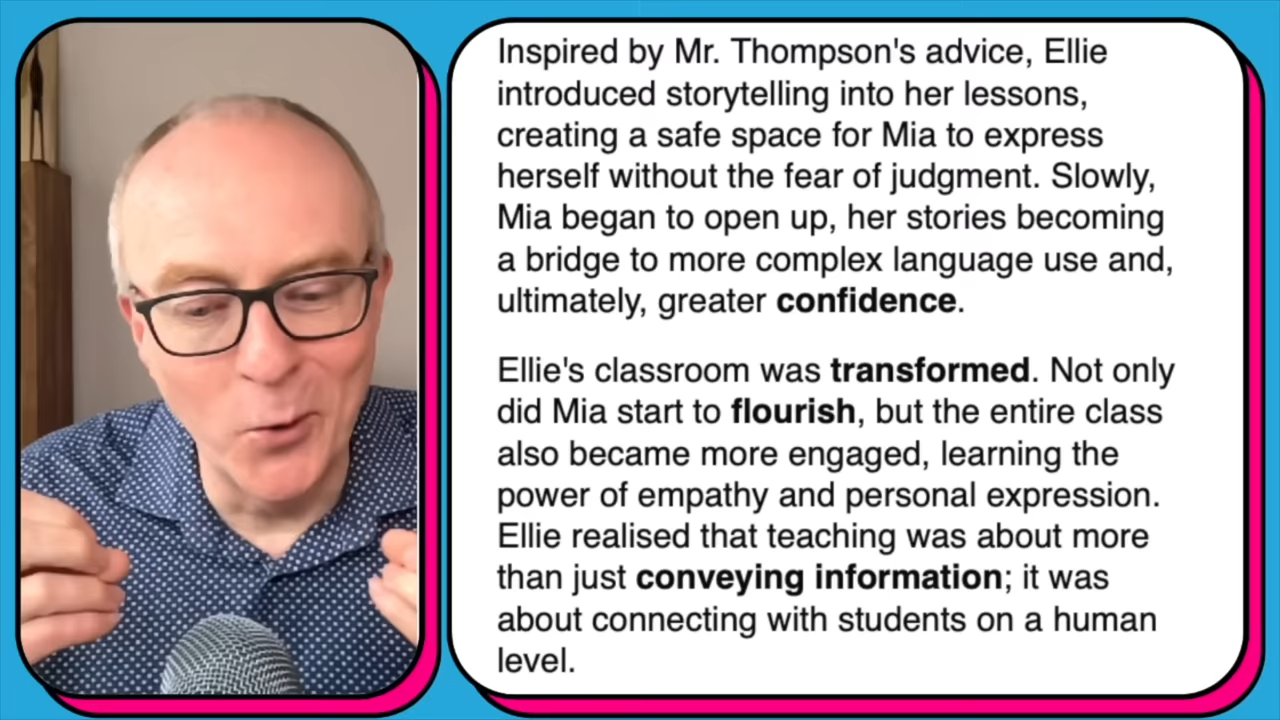 Inspired by Mr. Thompson's advice, Ellie
introduced storytelling into her lessons,
creating a safe space for Mia to express
herself without the fear of judgment. Slowly,
Mia began to open up, her stories becoming
a bridge to more complex language use and,
ultimately, greater confidence.
Ellie's classroom was transformed. Not only
did Mia start to flourish, but the entire class
also became more engaged, learning the
power of empathy and personal expression.
Ellie realised that teaching was about more
than just conveying information; it was
about connecting with students on a human
level.